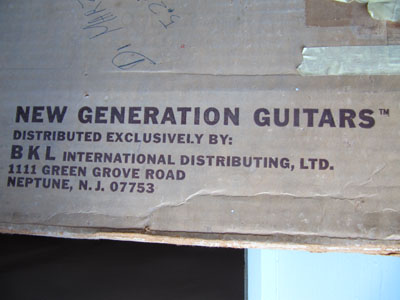 NEW GENERATION GUITARS™
DISTRIBUTED EXCLUSIVELY BY:
BKL INTERNATIONAL DISTRIBUTING, LTD.
1111 GREEN GROVE ROAD
NEPTUNE, N.J. 07753